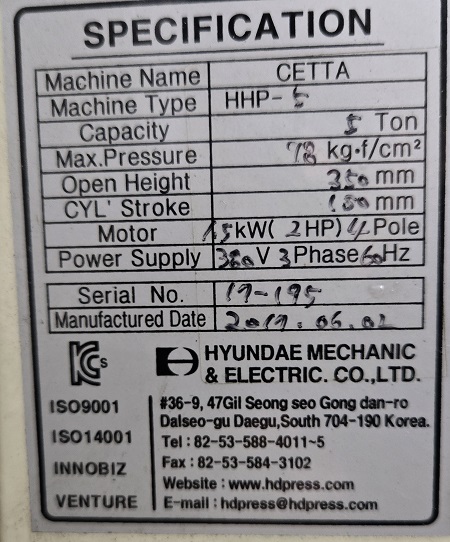 SPECIFICATION
Machine Name CETTA
Machine Type HHP-5
Capacity 5 Ton
Max.Pressure 78 kg·f/cm²
Open Height 350 mm
CYL' Stroke 150 mm
Motor 1.5kW( 2HP) 4 Pole
Power Supply 380V 3 Phase 60Hz
Serial No. 19-195
Manufactured Date 2019. 06. 02
KCs
HYUNDAE MECHANIC
& ELECTRIC. CO.,LTD.
ISO9001
ISO14001
INNOBIZ
VENTURE
#36-9, 47Gil Seong seo Gong dan-ro
Dalseo-gu Daegu,South 704-190 Korea.
Tel : 82-53-588-4011~5
Fax : 82-53-584-3102
Website : www.hdpress.com
E-mail : hdpress@hdpress.com